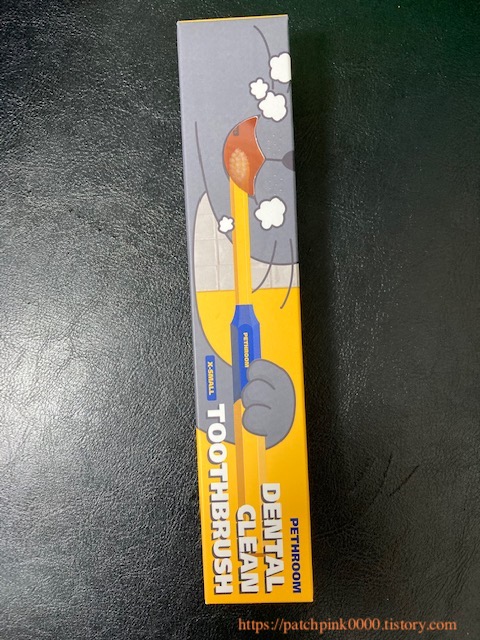 PETHROOM
X-SMALL
PETHROOM
DENTAL
CLEAN
TOOTHBRUSH
https://patchpink0000.tistory.com